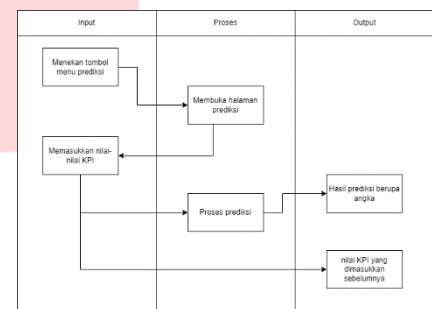 Input
Proses
Output
Menekan tombol
menu prediksi
Membuka halaman
prediksi
Memasukkan nilai-
nilai KPI
Proses prediksi
Hasil prediksi berupa
angka
nilai KPI yang
dimasukkan
sebelumnya